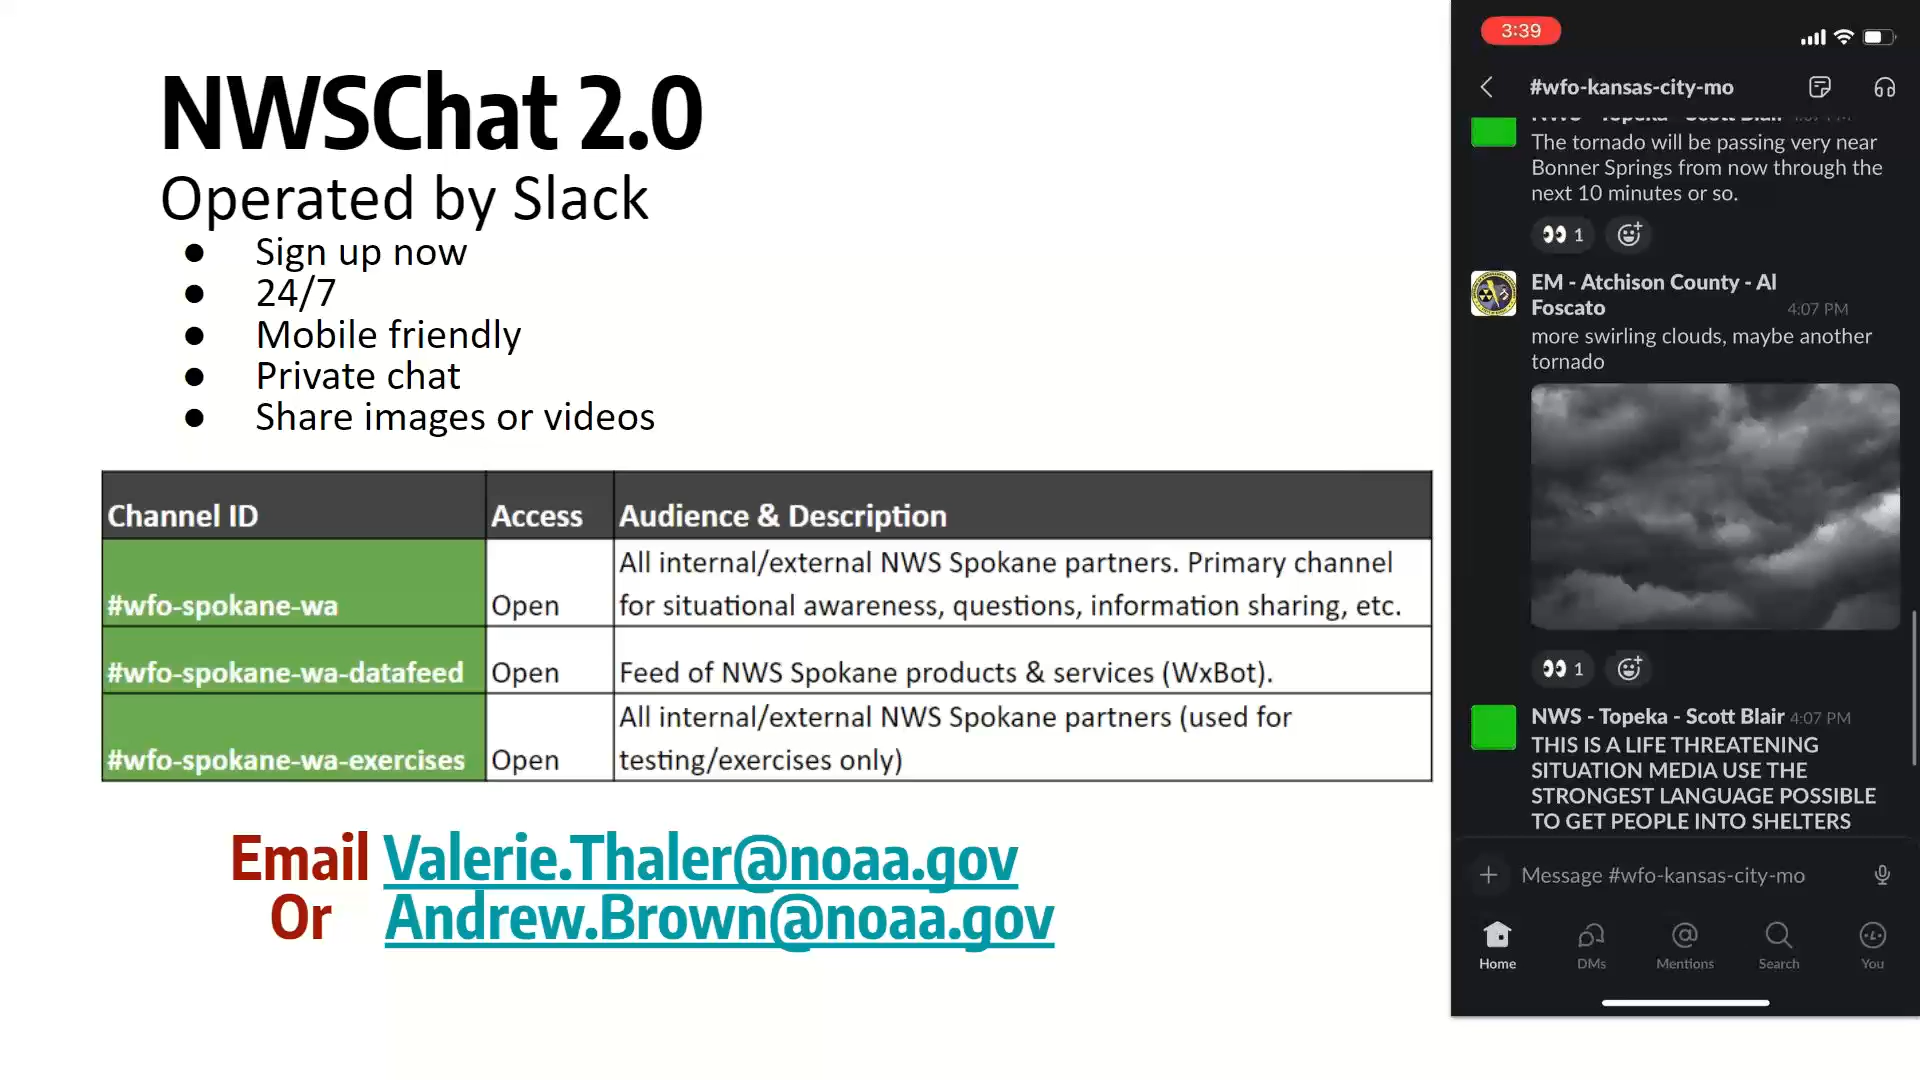 NWSChat 2.0
Operated by Slack
● Sign up now
● 24/7
● Mobile friendly
● Private chat
● Share images or videos
Channel ID Access Audience & Description
#wfo-spokane-wa Open All internal/external NWS Spokane partners. Primary channel
for situational awareness, questions, information sharing, etc.
#wfo-spokane-wa-datafeed Open Feed of NWS Spokane products & services (WxBot).
#wfo-spokane-wa-exercises Open All internal/external NWS Spokane partners (used for
testing/exercises only)
Email Valerie.Thaler@noaa.gov
Or Andrew.Brown@noaa.gov
3:39
#wfo-kansas-city-mo
NWS - Topeka - Scott Blair 4:07 PM
The tornado will be passing very near
Bonner Springs from now through the
next 10 minutes or so.
1
EM - Atchison County - Al
Foscato 4:07 PM
more swirling clouds, maybe another
tornado
1
NWS - Topeka - Scott Blair 4:07 PM
THIS IS A LIFE THREATENING
SITUATION MEDIA USE THE
STRONGEST LANGUAGE POSSIBLE
TO GET PEOPLE INTO SHELTERS
Message #wfo-kansas-city-mo
Home DMs Mentions Search You